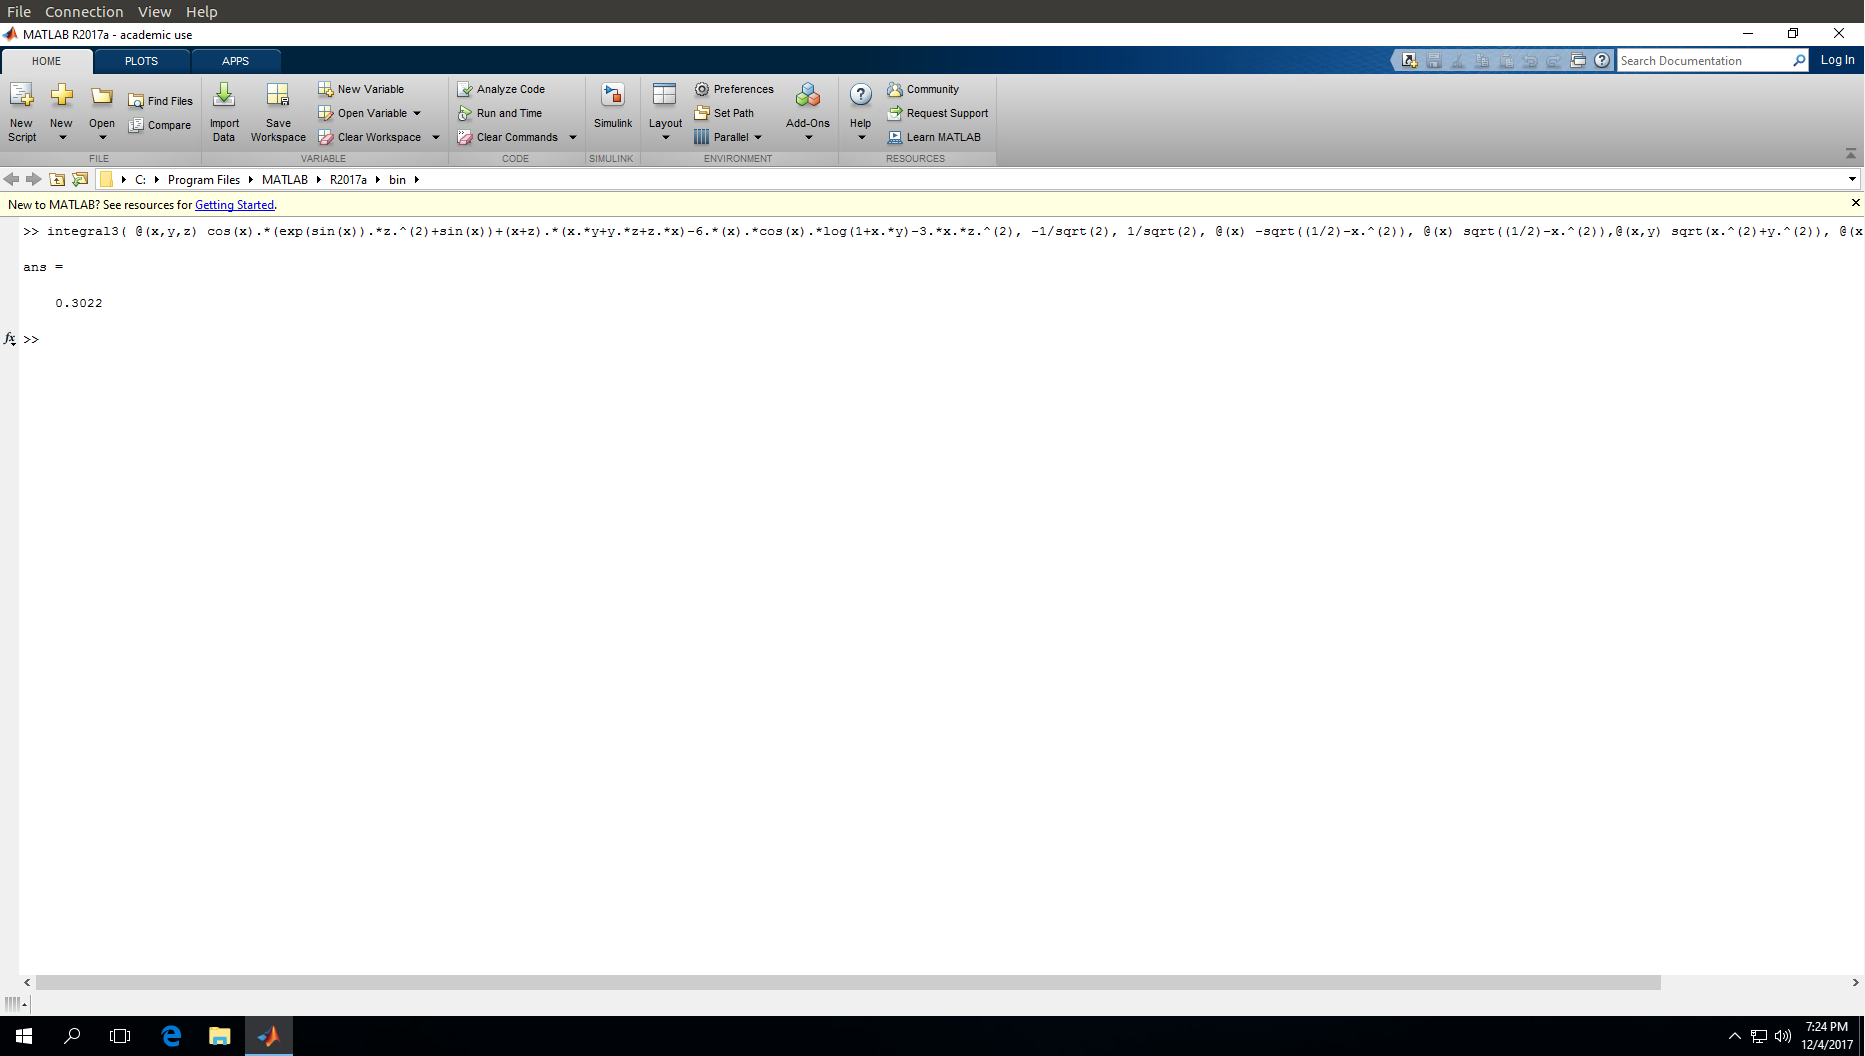 File Connection View Help
MATLAB R2017a - academic use
HOME PLOTS APPS
Search Documentation Log In
New Script
New
Open
Find Files
Compare
FILE
Import Data
Save Workspace
New Variable
Open Variable
Clear Workspace
VARIABLE
Analyze Code
Run and Time
Clear Commands
CODE
Simulink
SIMULINK
Layout
Preferences
Set Path
Parallel
Add-Ons
ENVIRONMENT
Help
Community
Request Support
Learn MATLAB
RESOURCES
C: Program Files MATLAB R2017a bin
New to MATLAB? See resources for Getting Started.
>> integral3( @(x,y,z) cos(x).*(exp(sin(x)).*z.^(2)+sin(x))+(x+z).*(x.*y+y.*z+z.*x)-6.*(x).*cos(x).*log(1+x.*y)-3.*x.*z.^(2), -1/sqrt(2), 1/sqrt(2), @(x) -sqrt((1/2)-x.^(2)), @(x) sqrt((1/2)-x.^(2)),@(x,y) sqrt(x.^(2)+y.^(2)), @(x
ans =
0.3022
fx >>
7:24 PM
12/4/2017